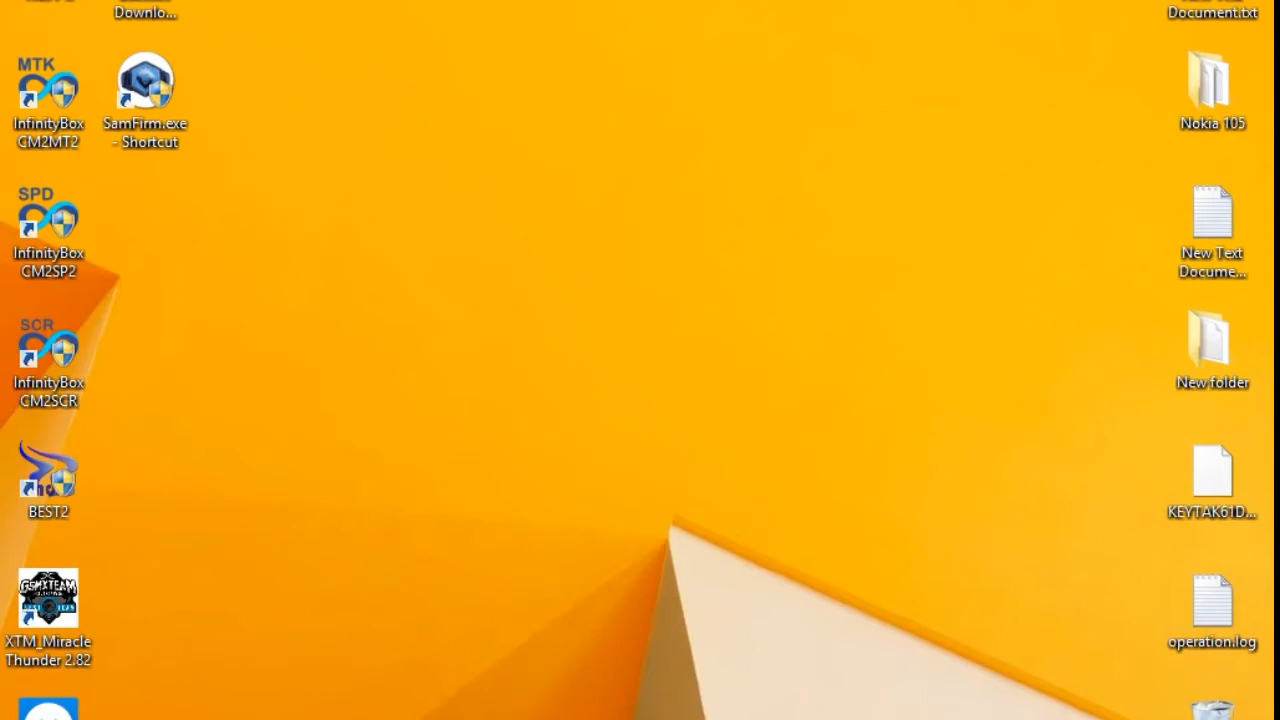 Downlo...
MTK
InfinityBox
CM2MT2
SamFirm.exe
- Shortcut
SPD
InfinityBox
CM2SP2
SCR
InfinityBox
CM2SCR
BEST2
GSMXTEAM
XTM_Miracle
Thunder 2.82
Document.txt
Nokia 105
New Text
Docume...
New folder
KEYTAK61D...
operation.log